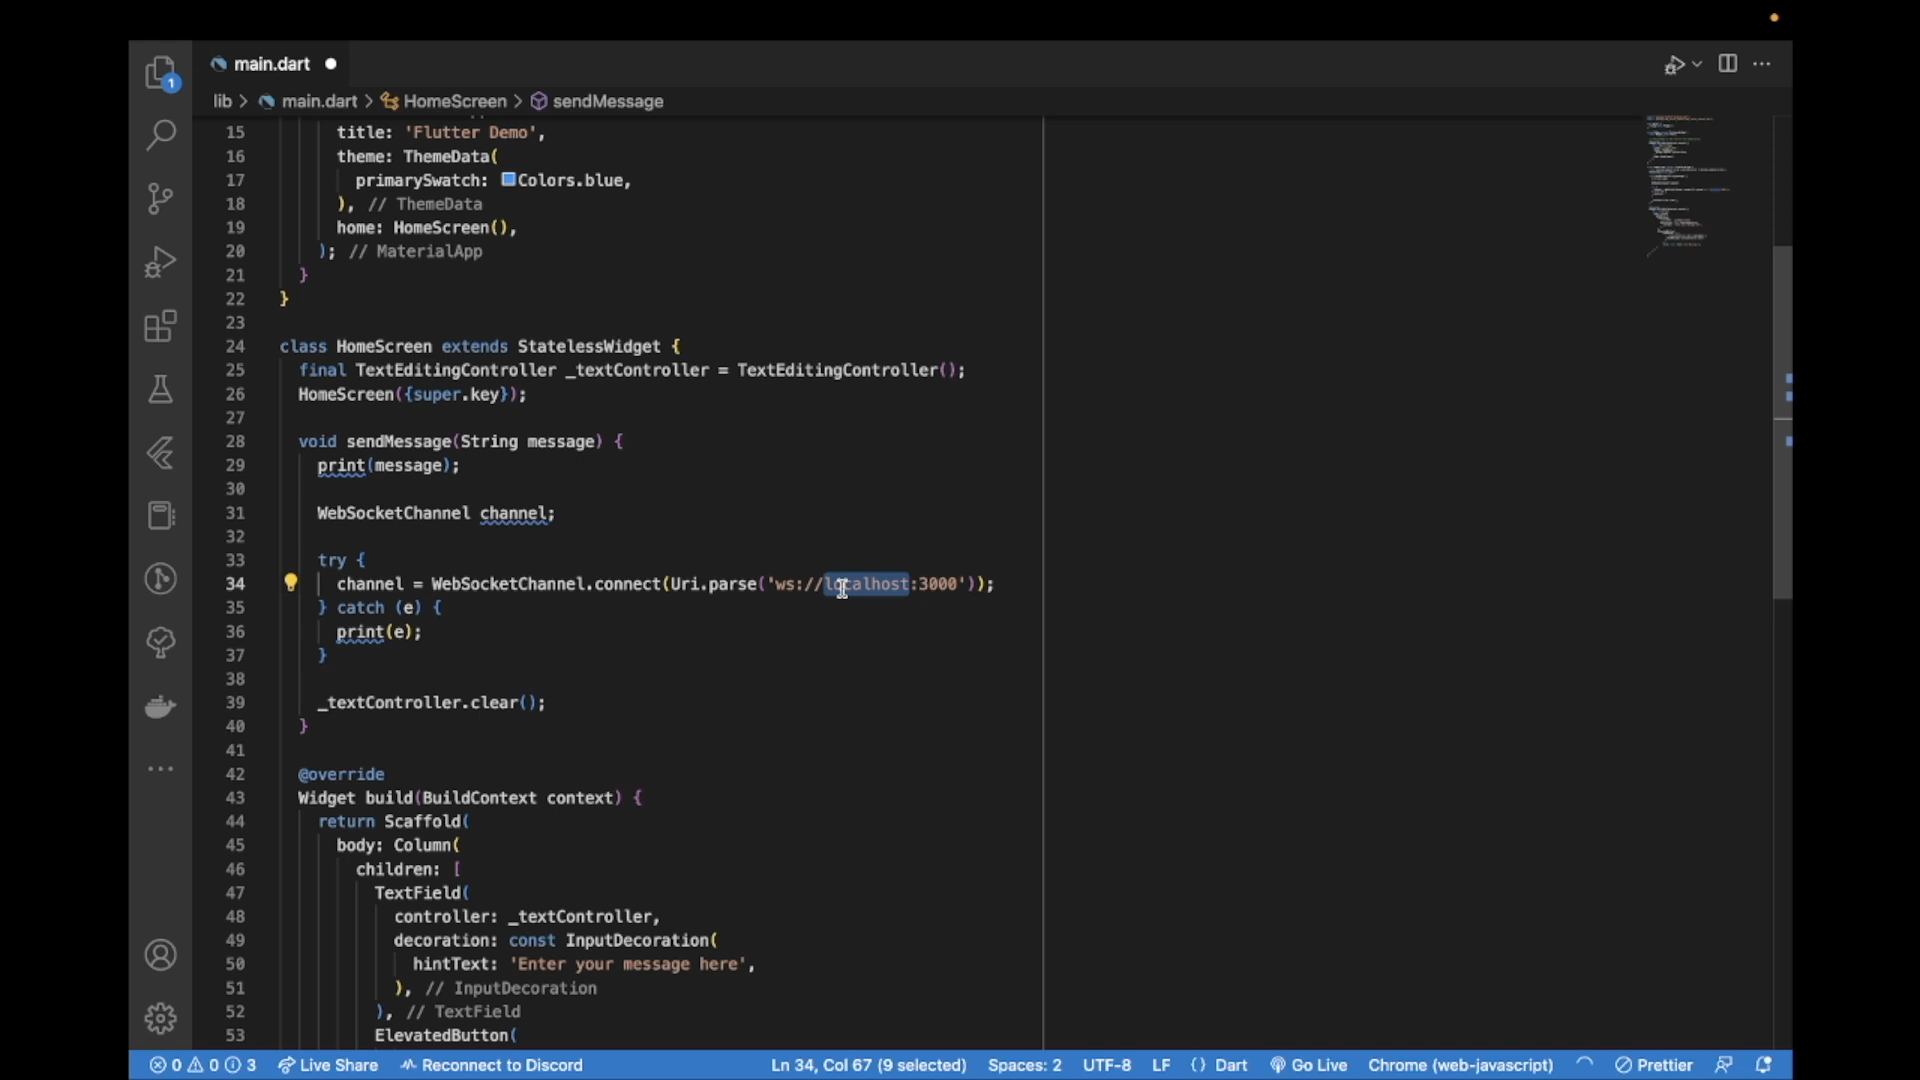 main.dart
1
lib > main.dart > HomeScreen > sendMessage
15 title: 'Flutter Demo',
16 theme: ThemeData(
17 primarySwatch: Colors.blue,
18 ), // ThemeData
19 home: HomeScreen(),
20 ); // MaterialApp
21 }
22 }
23
24 class HomeScreen extends StatelessWidget {
25 final TextEditingController _textController = TextEditingController();
26 HomeScreen({super.key});
27
28 void sendMessage(String message) {
29 print(message);
30
31 WebSocketChannel channel;
32
33 try {
34 channel = WebSocketChannel.connect(Uri.parse('ws://localhost:3000'));
35 } catch (e) {
36 print(e);
37 }
38
39 _textController.clear();
40 }
41
42 @override
43 Widget build(BuildContext context) {
44 return Scaffold(
45 body: Column(
46 children: [
47 TextField(
48 controller: _textController,
49 decoration: const InputDecoration(
50 hintText: 'Enter your message here',
51 ), // InputDecoration
52 ), // TextField
53 ElevatedButton(
0 0 3 Live Share Reconnect to Discord Ln 34, Col 67 (9 selected) Spaces: 2 UTF-8 LF {} Dart Go Live Chrome (web-javascript) Prettier